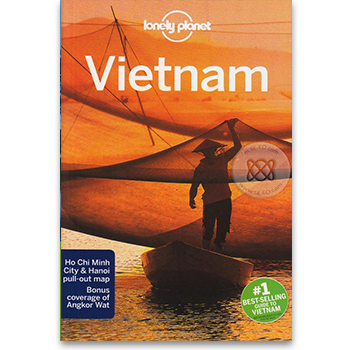 lonely planet
Vietnam
Ho Chi Minh
City & Hanoi
pull-out map
Bonus
coverage of
Angkor Wat
#1
BEST-SELLING
GUIDE TO
VIETNAM